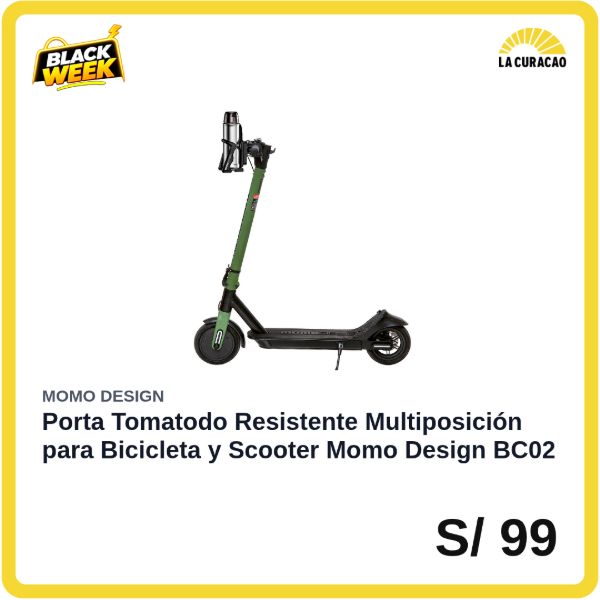 BLACK
WEEK
LA CURACAO
MOMO DESIGN
Porta Tomatodo Resistente Multiposición
para Bicicleta y Scooter Momo Design BC02
S/ 99